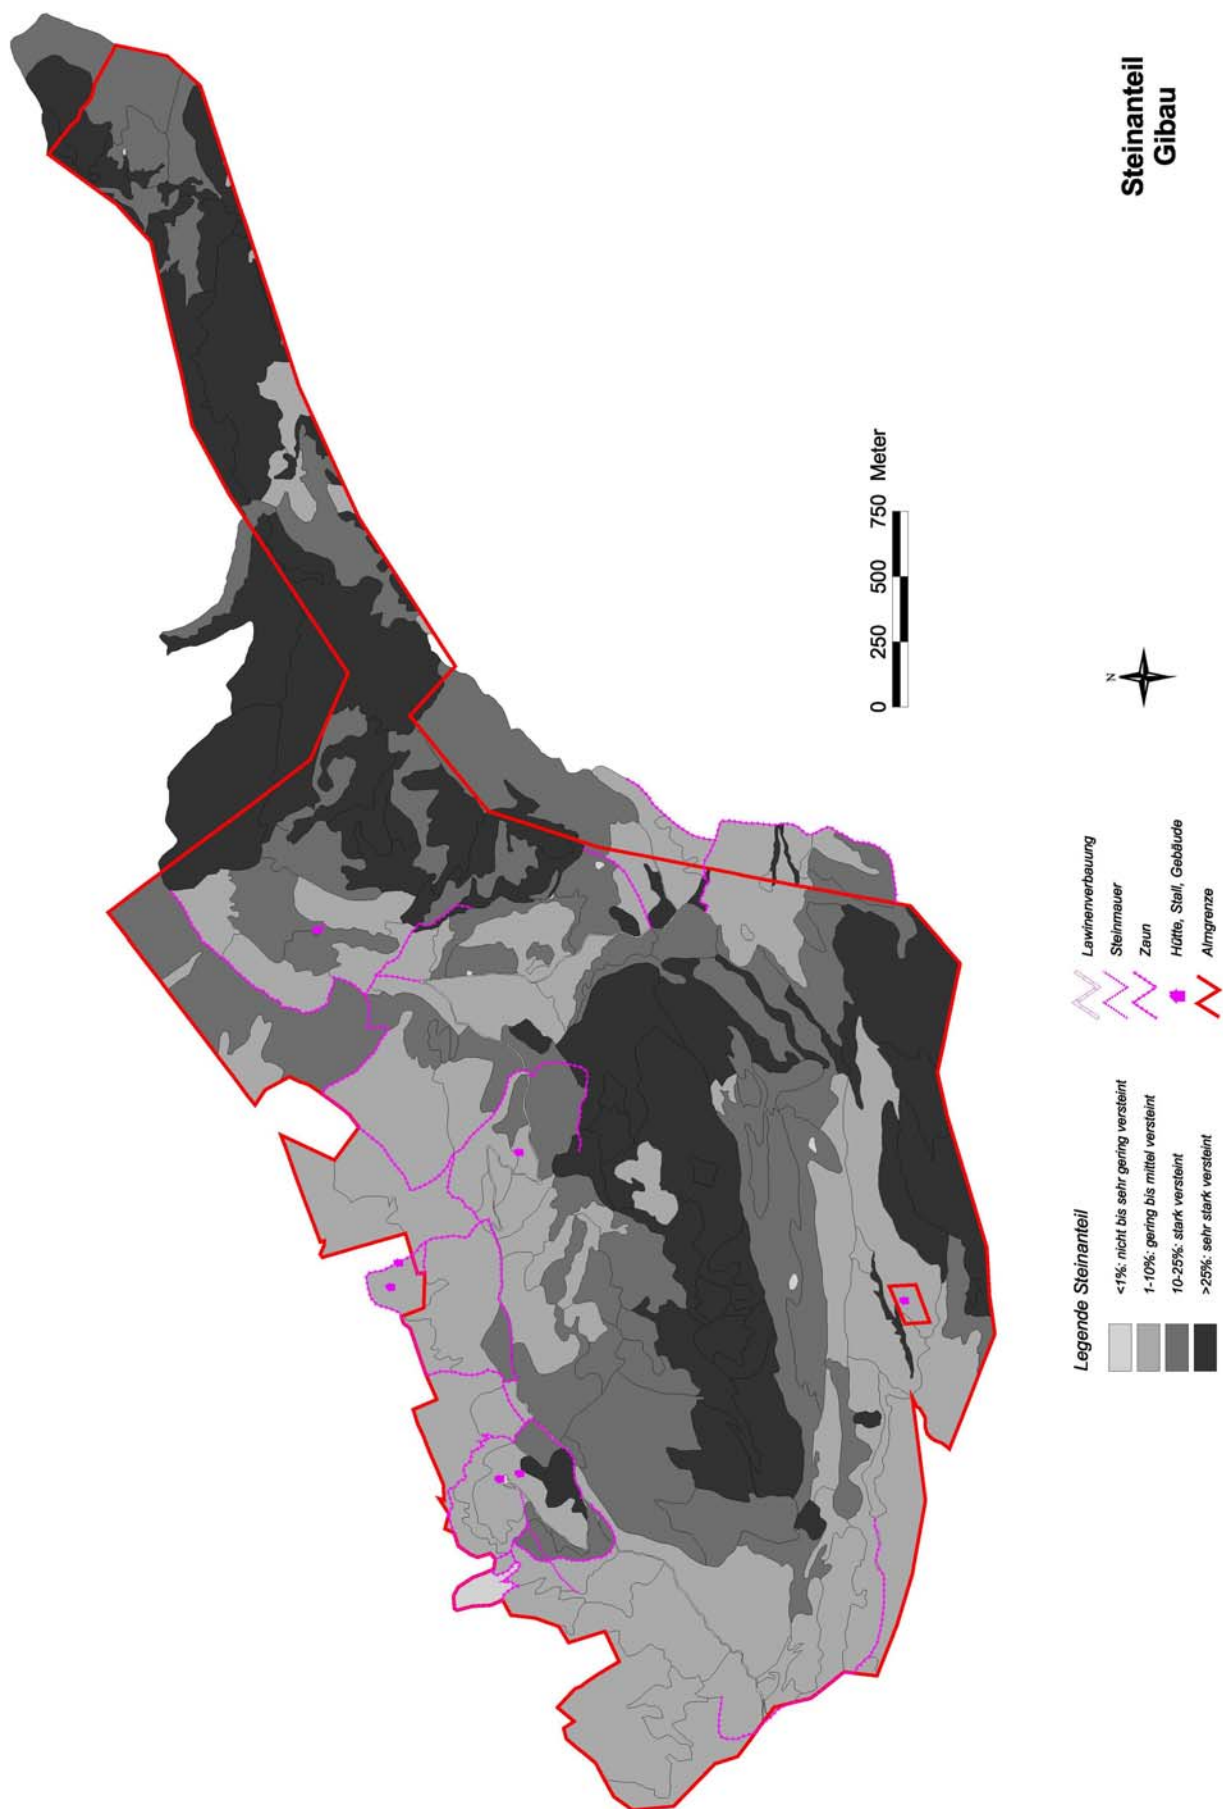 Steinanteil
Gibau
0 250 500 750 Meter
N
Legende Steinanteil
<1%: nicht bis sehr gering versteint
1-10%: gering bis mittel versteint
10-25%: stark versteint
>25%: sehr stark versteint
Lawinenverbauung
Steinmauer
Zaun
Hütte, Stall, Gebäude
Almgrenze